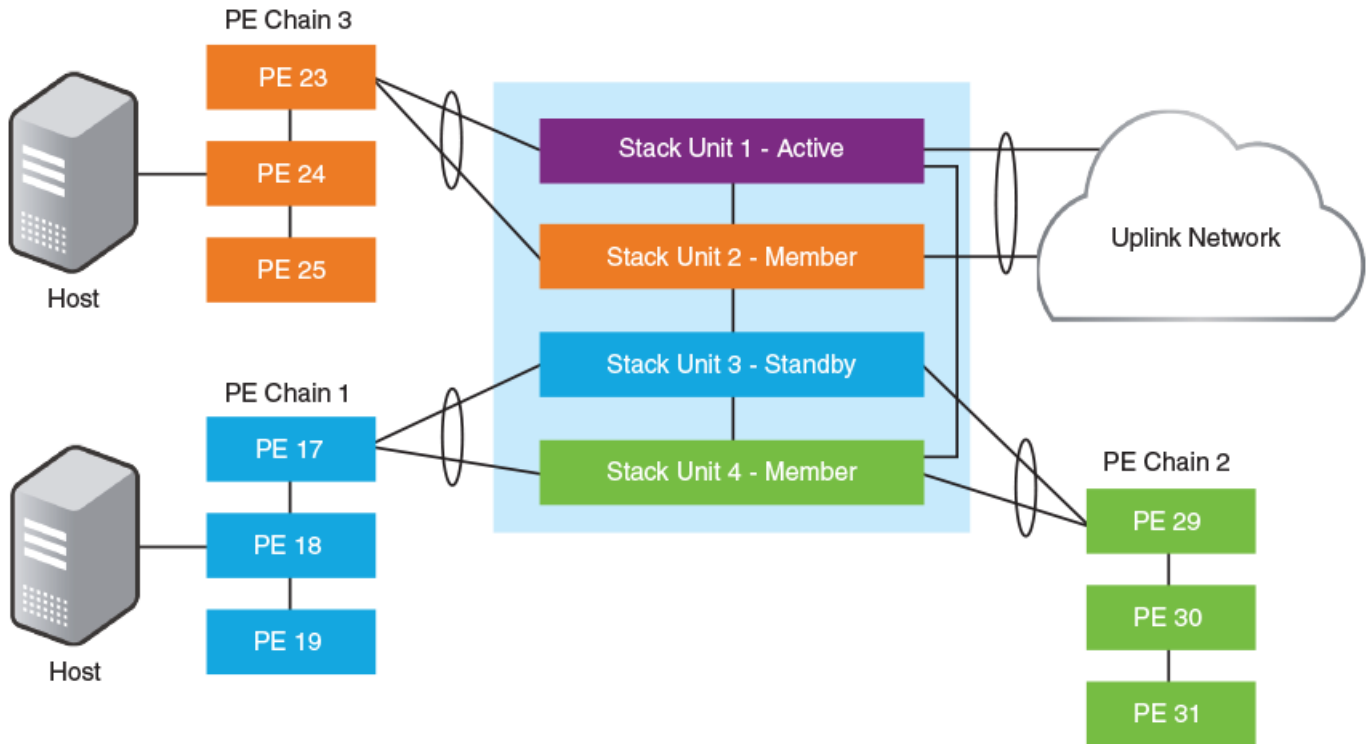 PE Chain 3
PE 23
PE 24
PE 25
Host
Stack Unit 1 - Active
Stack Unit 2 - Member
Stack Unit 3 - Standby
Stack Unit 4 - Member
Uplink Network
PE Chain 1
PE 17
PE 18
PE 19
Host
PE Chain 2
PE 29
PE 30
PE 31